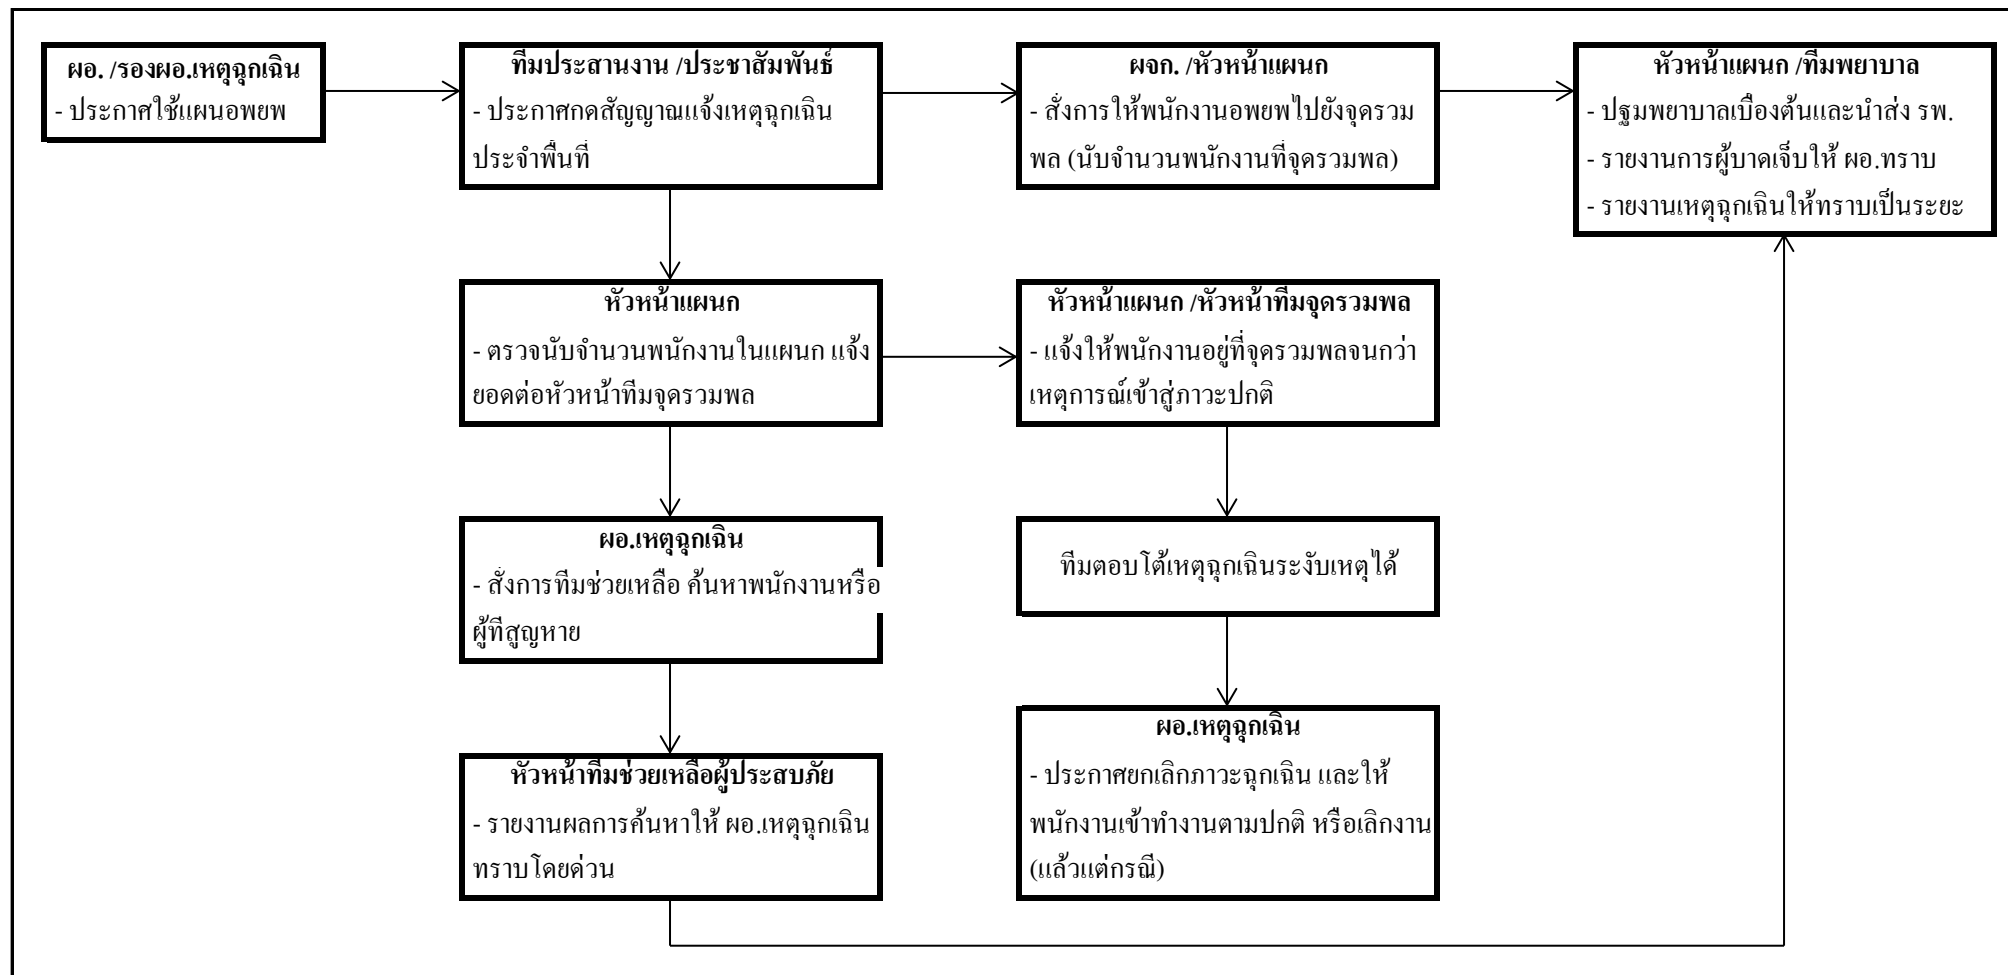 ผอ. /รองผอ.เหตุฉุกเฉิน
- ประกาศใช้แผนอพยพ
ทีมประสานงาน /ประชาสัมพันธ์
- ประกาศกดสัญญาณแจ้งเหตุฉุกเฉิน
ประจำพื้นที่
ผจก. /หัวหน้าแผนก
- สั่งการให้พนักงานอพยพไปยังจุดรวม
พล (นับจำนวนพนักงานที่จุดรวมพล)
หัวหน้าแผนก /ทีมพยาบาล
- ปฐมพยาบาลเบื้องต้นและนำส่ง รพ.
- รายงานการผู้บาดเจ็บให้ ผอ.ทราบ
- รายงานเหตุฉุกเฉินให้ทราบเป็นระยะ
หัวหน้าแผนก
- ตรวจนับจำนวนพนักงานในแผนก แจ้ง
ยอดต่อหัวหน้าทีมจุดรวมพล
หัวหน้าแผนก /หัวหน้าทีมจุดรวมพล
- แจ้งให้พนักงานอยู่ที่จุดรวมพลจนกว่า
เหตุการณ์เข้าสู่ภาวะปกติ
ผอ.เหตุฉุกเฉิน
- สั่งการทีมช่วยเหลือ ค้นหาพนักงานหรือ
ผู้ที่สูญหาย
ทีมตอบโต้เหตุฉุกเฉินระงับเหตุได้
หัวหน้าทีมช่วยเหลือผู้ประสบภัย
- รายงานผลการค้นหาให้ ผอ.เหตุฉุกเฉิน
ทราบโดยด่วน
ผอ.เหตุฉุกเฉิน
- ประกาศยกเลิกภาวะฉุกเฉิน และให้
พนักงานเข้าทำงานตามปกติ หรือเลิกงาน
(แล้วแต่กรณี)